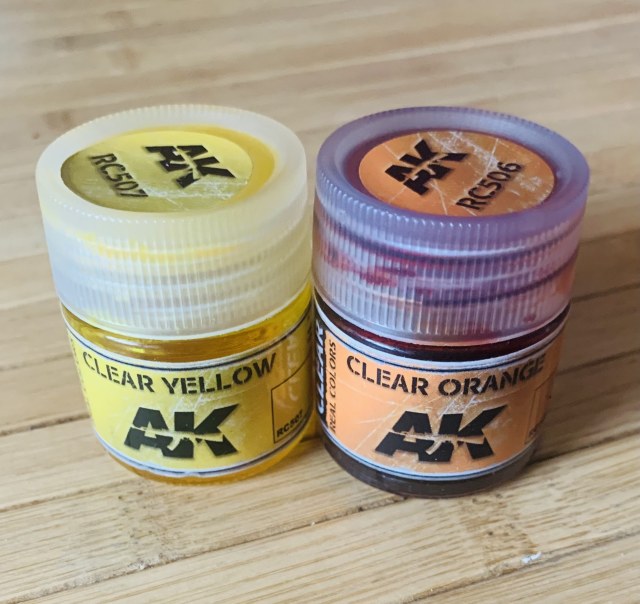 AK
RC507
CLEAR YELLOW
AK
RC507
AK
RC506
CLEAR
REAL COLORS
CLEAR ORANGE
AK